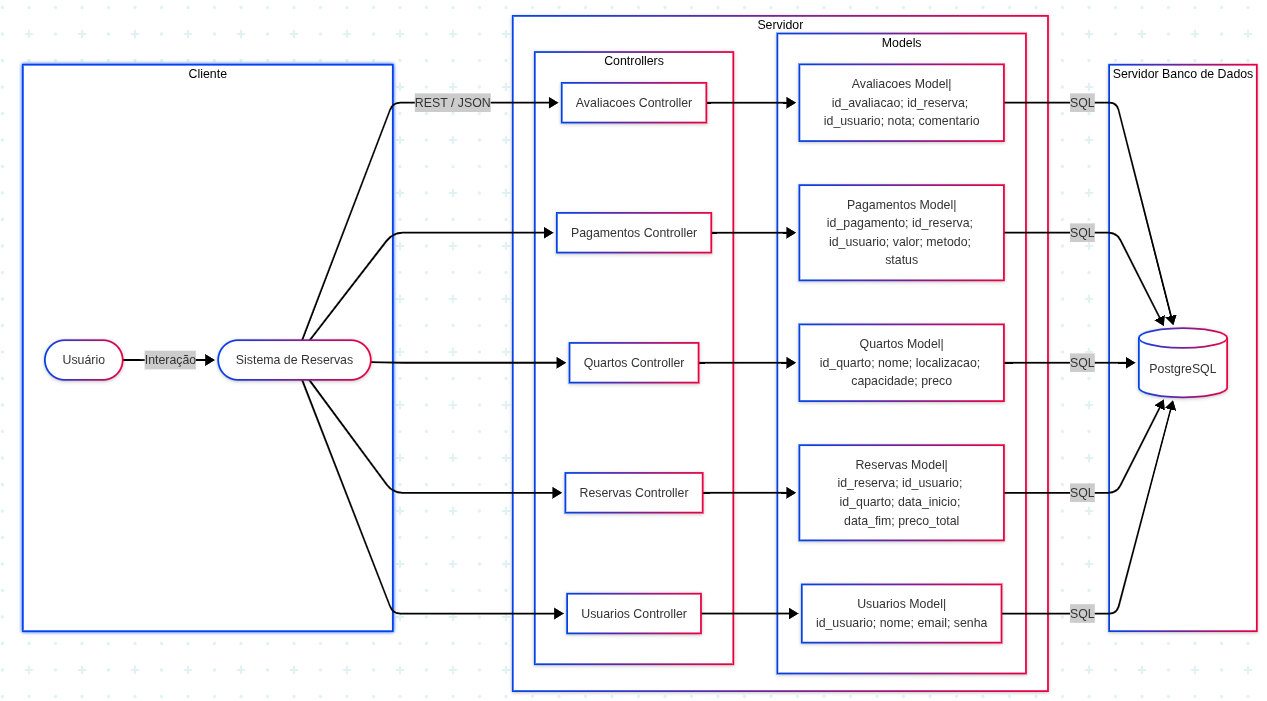 Servidor
Cliente
Controllers
Models
Servidor Banco de Dados
REST / JSON
Avaliacoes Controller
Avaliacoes Model|
id_avaliacao; id_reserva;
id_usuario; nota; comentario
SQL
Pagamentos Controller
Pagamentos Model|
id_pagamento; id_reserva;
id_usuario; valor; metodo;
status
SQL
Usuário
Interação
Sistema de Reservas
Quartos Controller
Quartos Model|
id_quarto; nome; localizacao;
capacidade; preco
SQL
PostgreSQL
Reservas Controller
Reservas Model|
id_reserva; id_usuario;
id_quarto; data_inicio;
data_fim; preco_total
SQL
Usuarios Controller
Usuarios Model|
id_usuario; nome; email; senha
SQL